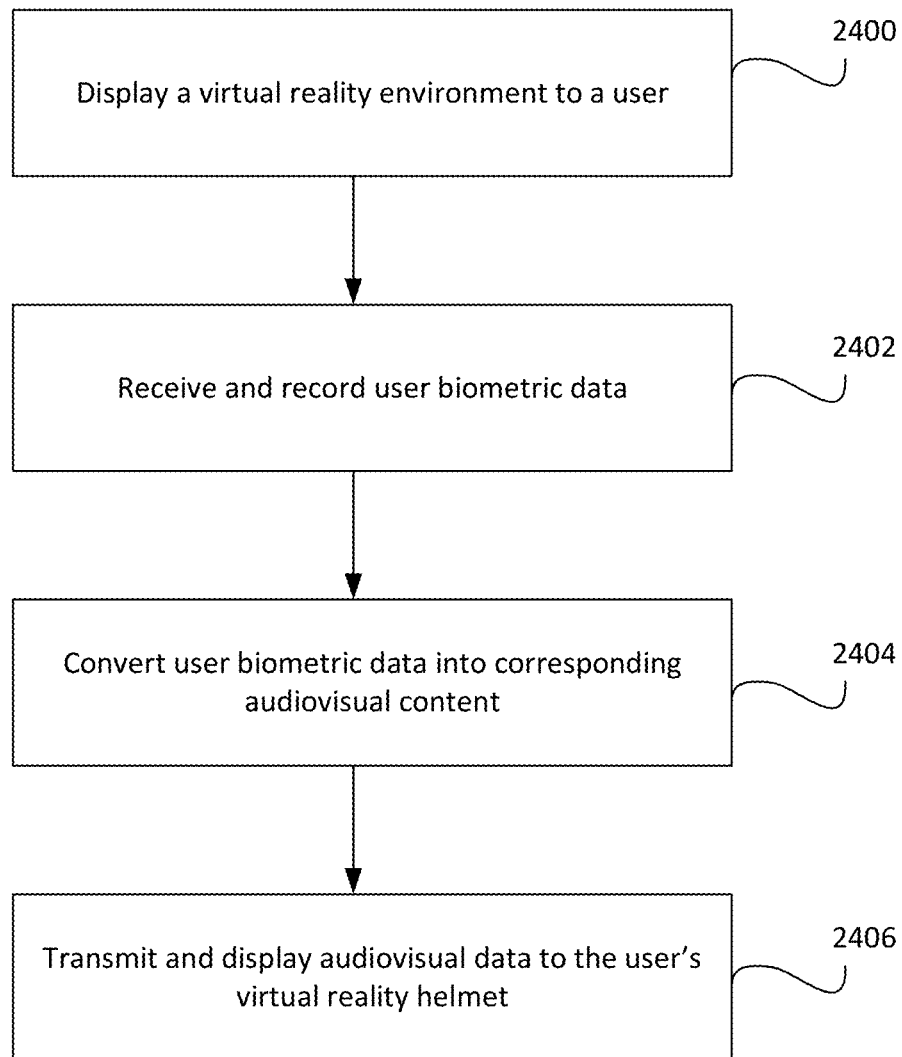 2400
Display a virtual reality environment to a user
2402
Receive and record user biometric data
2404
Convert user biometric data into corresponding
audiovisual content
2406
Transmit and display audiovisual data to the user's
virtual reality helmet